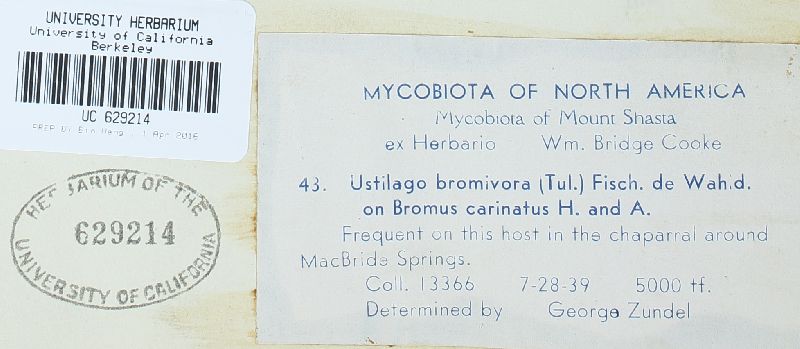 UNIVERSITY HERBARIUM
University of California
Berkeley
UC 629214
HERBARIUM OF THE
629214
UNIVERSITY OF CALIFORNIA
MYCOBIOTA OF NORTH AMERICA
Mycobiota of Mount Shasta
ex Herbario Wm. Bridge Cooke
43. Ustilago bromivora (Tul.) Fisch. de Wahd.
on Bromus carinatus H. and A.
Frequent on this host in the chaparral around
MacBride Springs.
Coll. 13366 7-28-39 5000 tf.
Determined by George Zundel